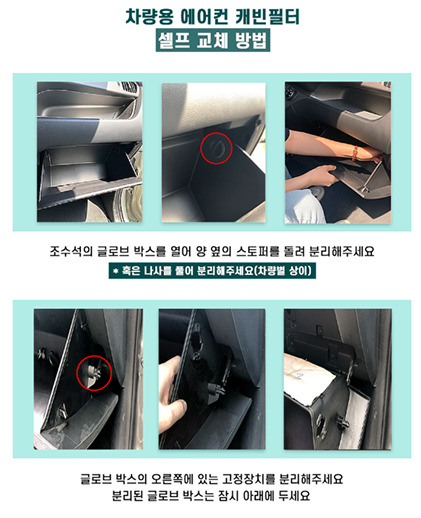 차량용 에어컨 캐빈필터
셀프 교체 방법
조수석의 글로브 박스를 열어 양 옆의 스토퍼를 돌려 분리해주세요
* 혹은 나사를 풀어 분리해주세요(차량별 상이)
글로브 박스의 오른쪽에 있는 고정장치를 분리해주세요
분리된 글로브 박스는 잠시 아래에 두세요